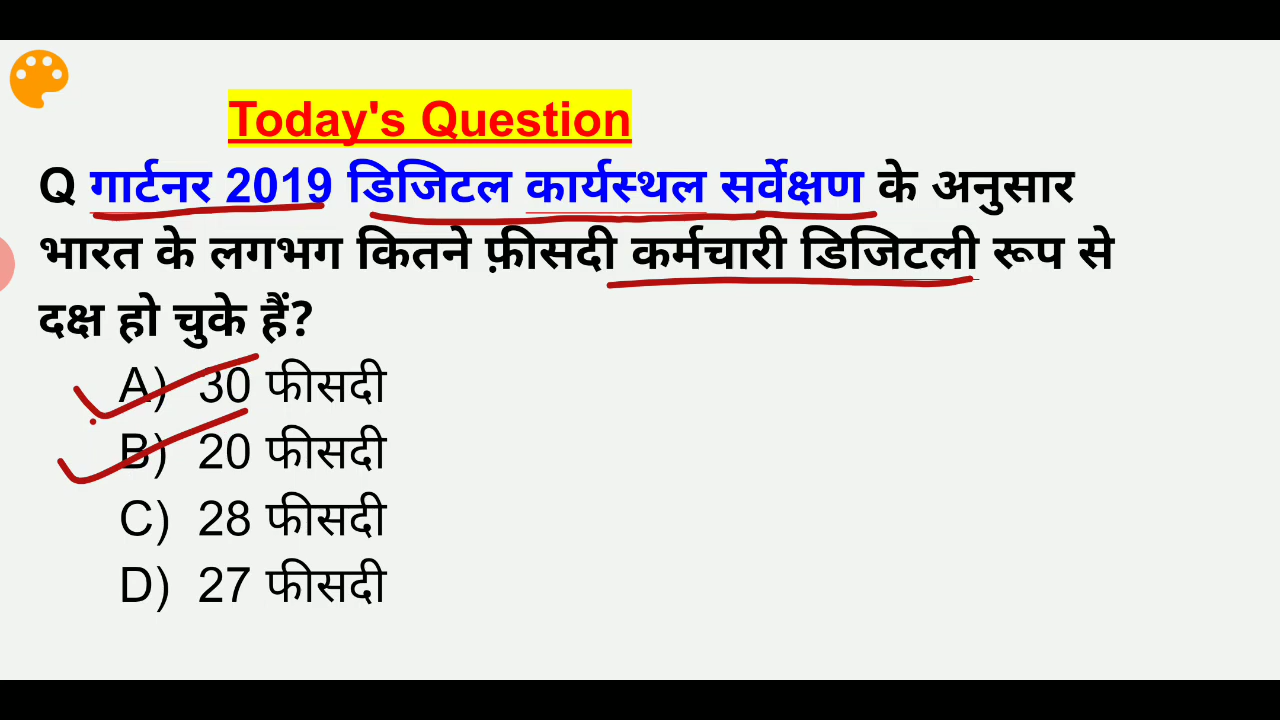 Today's Question
Q गार्टनर 2019 डिजिटल कार्यस्थल सर्वेक्षण के अनुसार
भारत के लगभग कितने फ़ीसदी कर्मचारी डिजिटली रूप से
दक्ष हो चुके हैं?
A) 30 फीसदी
B) 20 फीसदी
C) 28 फीसदी
D) 27 फीसदी